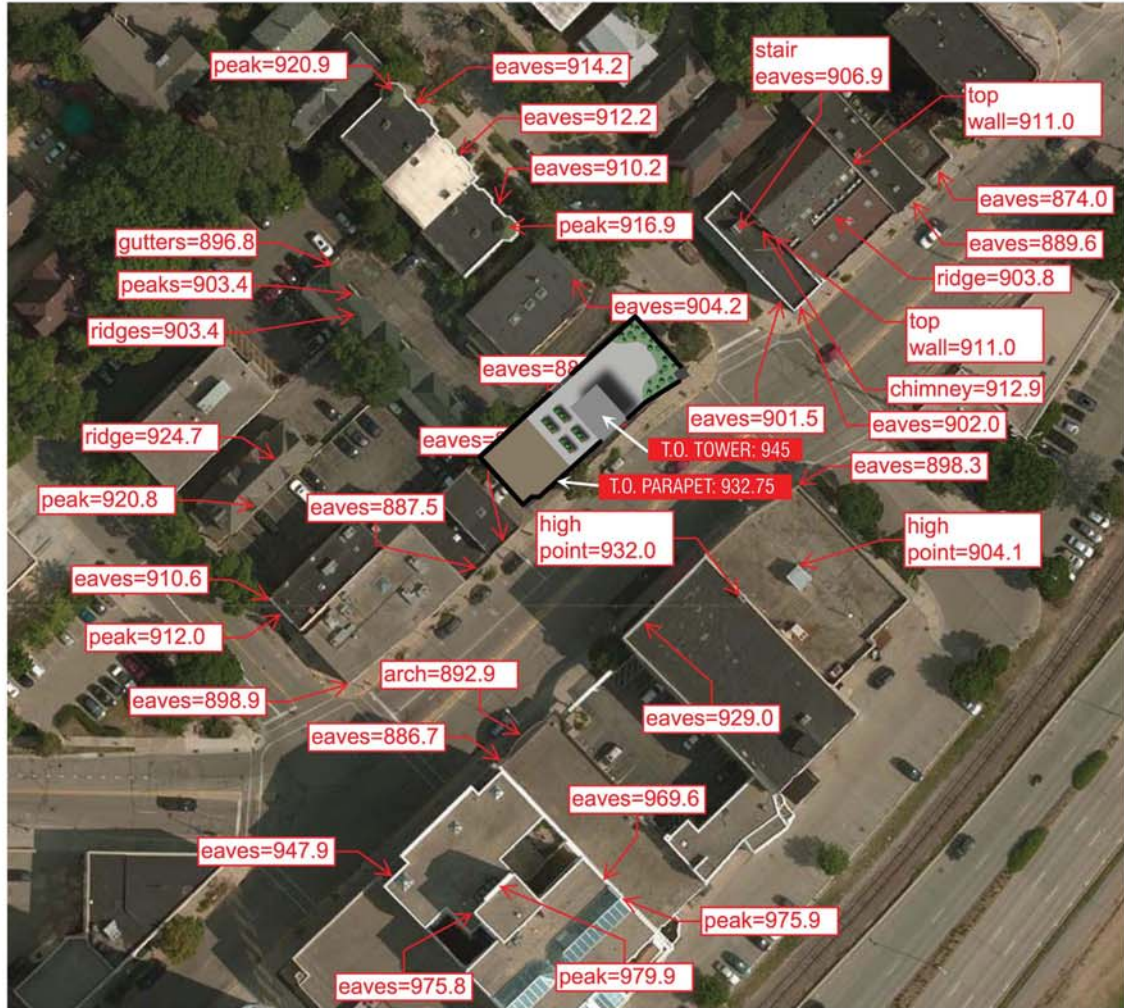 stair
eaves=906.9
peak=920.9
eaves=914.2
top
wall=911.0
eaves=912.2
eaves=910.2
eaves=874.0
peak=916.9
gutters=896.8
eaves=889.6
peaks=903.4
ridge=903.8
eaves=904.2
ridges=903.4
top
wall=911.0
chimney=912.9
eaves=901.5
eaves=902.0
ridge=924.7
T.O. TOWER: 945
eaves=898.3
T.O. PARAPET: 932.75
peak=920.8
eaves=887.5
high
point=932.0
high
point=904.1
eaves=910.6
peak=912.0
arch=892.9
eaves=898.9
eaves=929.0
eaves=886.7
eaves=969.6
eaves=947.9
peak=975.9
eaves=975.8
peak=979.9